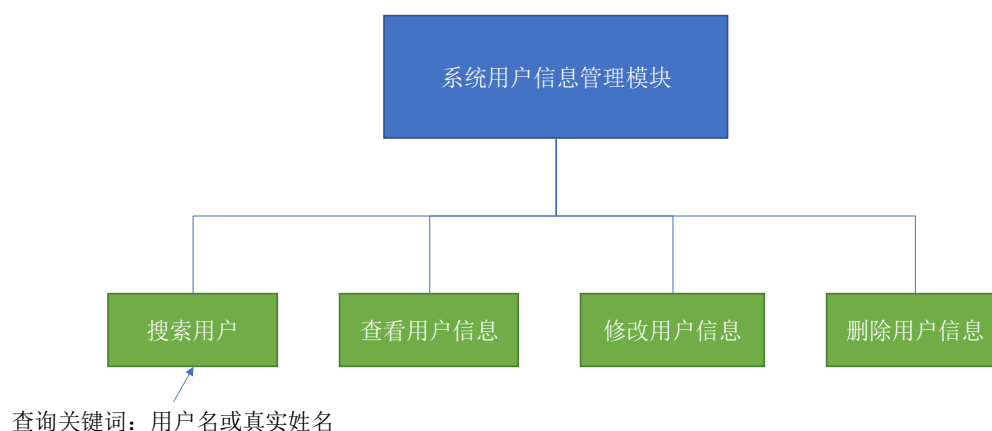 系统用户信息管理模块
搜索用户
查看用户信息
修改用户信息
删除用户信息
查询关键词：用户名或真实姓名